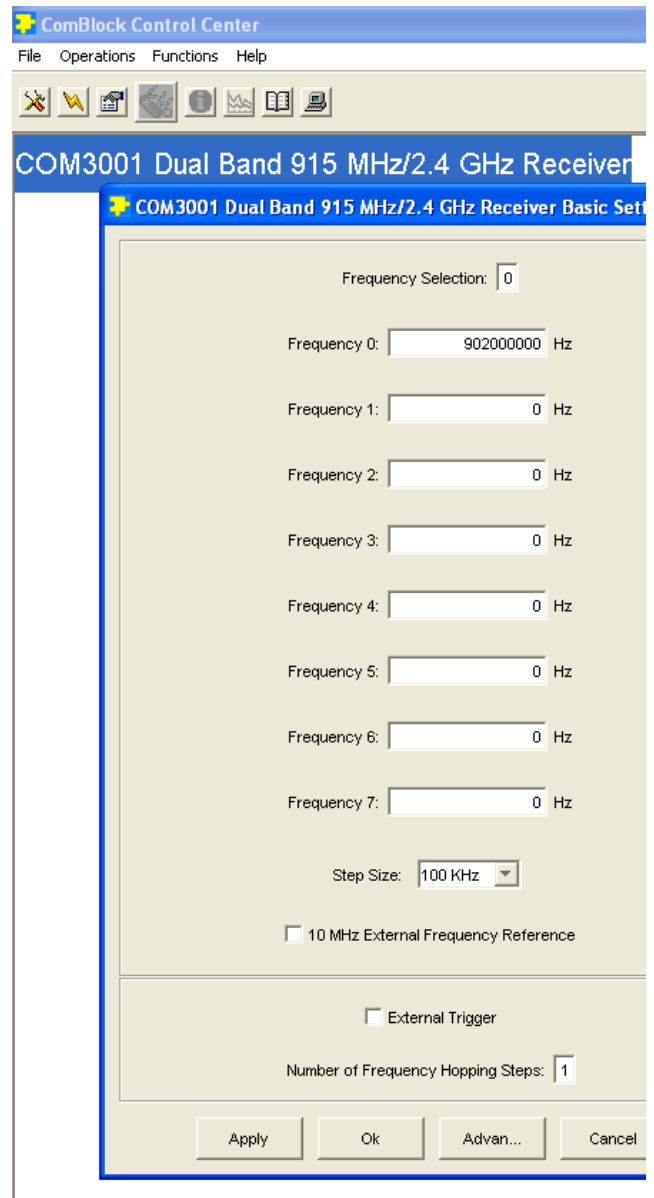 ComBlock Control Center
File Operations Functions Help
COM3001 Dual Band 915 MHz/2.4 GHz Receiver
COM3001 Dual Band 915 MHz/2.4 GHz Receiver Basic Sett
Frequency Selection: 0
Frequency 0: 902000000 Hz
Frequency 1: 0 Hz
Frequency 2: 0 Hz
Frequency 3: 0 Hz
Frequency 4: 0 Hz
Frequency 5: 0 Hz
Frequency 6: 0 Hz
Frequency 7: 0 Hz
Step Size: 100 KHz
10 MHz External Frequency Reference
External Trigger
Number of Frequency Hopping Steps: 1
Apply Ok Advan... Cancel